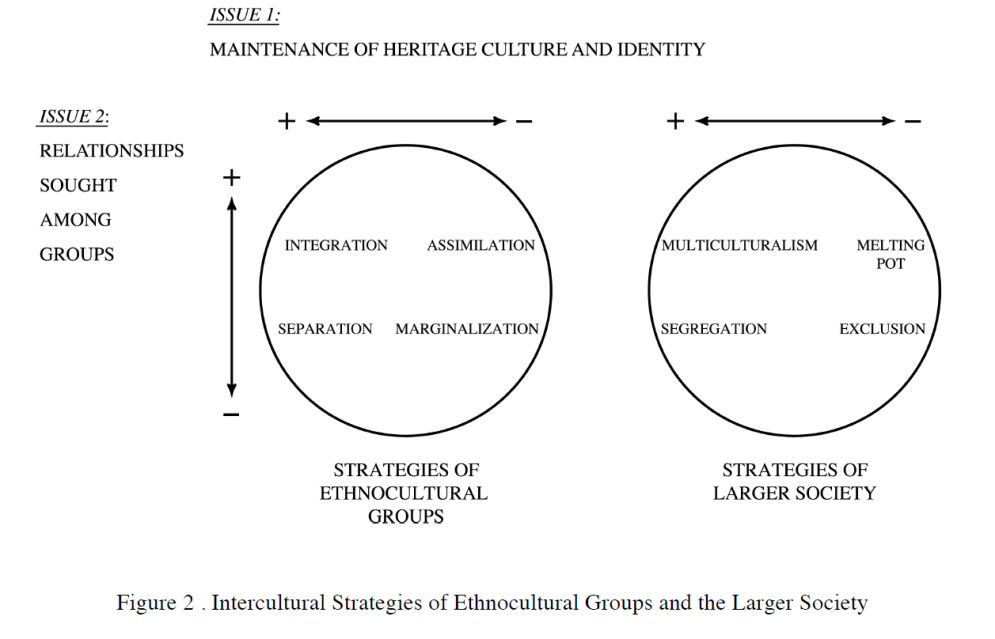 ISSUE 1:
MAINTENANCE OF HERITAGE CULTURE AND IDENTITY
ISSUE 2:
RELATIONSHIPS
SOUGHT
AMONG
GROUPS
+ −
+
−
INTEGRATION ASSIMILATION
SEPARATION MARGINALIZATION
STRATEGIES OF
ETHNOCULTURAL
GROUPS
+ −
MULTICULTURALISM MELTING
POT
SEGREGATION EXCLUSION
STRATEGIES OF
LARGER SOCIETY
Figure 2 . Intercultural Strategies of Ethnocultural Groups and the Larger Society